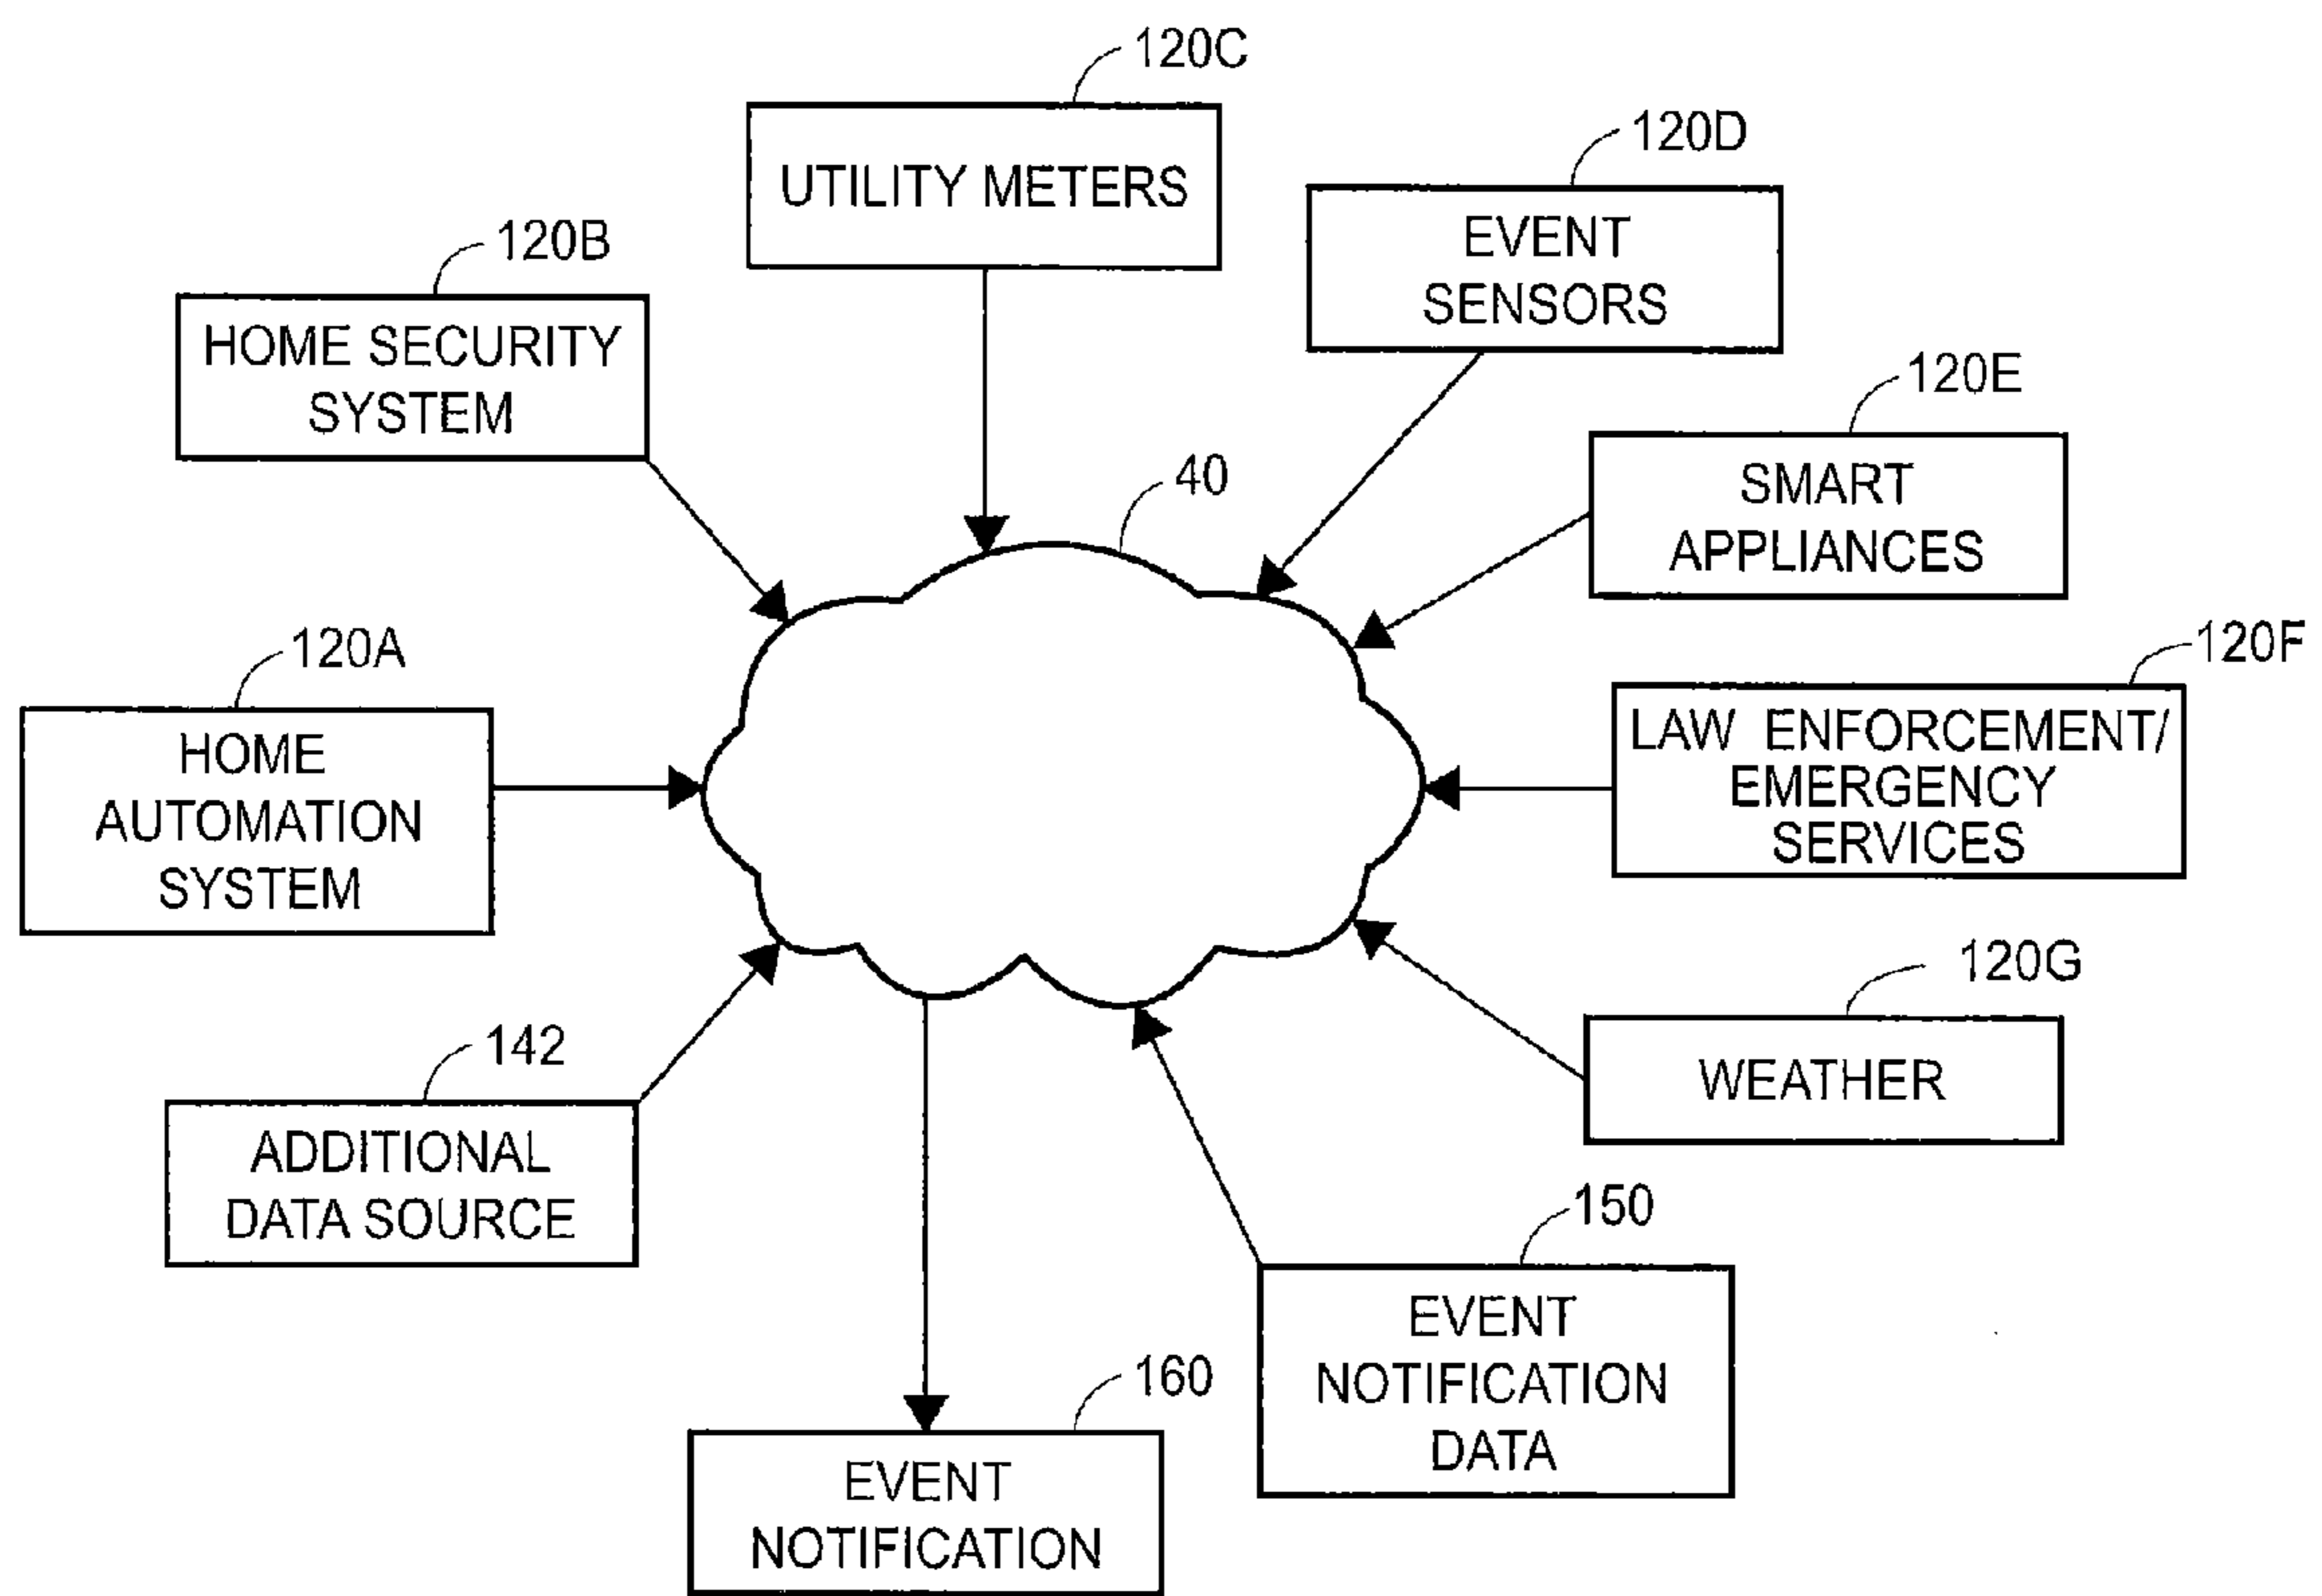 120C
UTILITY METERS
120D
EVENT
SENSORS
120B
HOME SECURITY
SYSTEM
120E
SMART
APPLIANCES
40
120A
HOME
AUTOMATION
SYSTEM
120F
LAW ENFORCEMENT/
EMERGENCY
SERVICES
120G
WEATHER
142
ADDITIONAL
DATA SOURCE
150
EVENT
NOTIFICATION
DATA
160
EVENT
NOTIFICATION